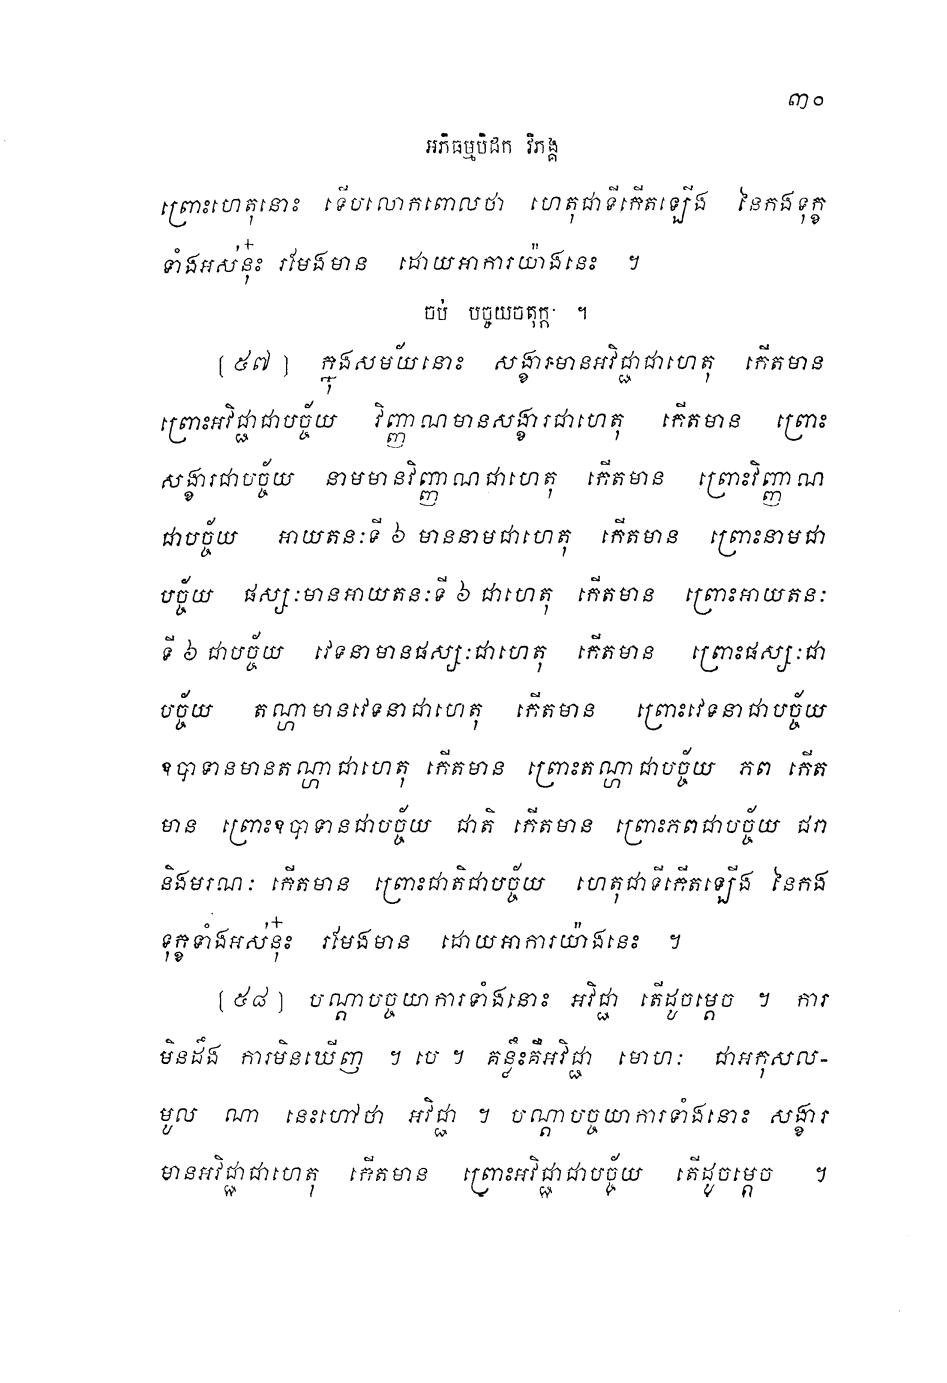 ៣០
អភិធម្មបិដក វិភង្គ
ព្រោះហេតុនោះ ទើបលោកពោលថា ហេតុជាទីកើតឡើង នៃកងទុក្ខ
ទាំងអស់នុ៎ះ រមែងមាន ដោយអាការយ៉ាងនេះ ។
ចប់ បច្ចយចតុក្កៈ ។
[៥៧] ក្នុងសម័យនោះ សង្ខារមានអវិជ្ជាជាហេតុ កើតមាន
ព្រោះអវិជ្ជាជាបច្ច័យ វិញ្ញាណមានសង្ខារជាហេតុ កើតមាន ព្រោះ
សង្ខារជាបច្ច័យ នាមមានវិញ្ញាណជាហេតុ កើតមាន ព្រោះវិញ្ញាណ
ជាបច្ច័យ អាយតនៈទី ៦ មាននាមជាហេតុ កើតមាន ព្រោះនាមជា
បច្ច័យ ផស្សៈមានអាយតនៈទី ៦ ជាហេតុ កើតមាន ព្រោះអាយតនៈ
ទី ៦ ជាបច្ច័យ វេទនាមានផស្សៈជាហេតុ កើតមាន ព្រោះផស្សៈជា
បច្ច័យ តណ្ហាមានវេទនាជាហេតុ កើតមាន ព្រោះវេទនាជាបច្ច័យ
ឧបាទានមានតណ្ហាជាហេតុ កើតមាន ព្រោះតណ្ហាជាបច្ច័យ ភព កើត
មាន ព្រោះឧបាទានជាបច្ច័យ ជាតិ កើតមាន ព្រោះភពជាបច្ច័យ ជរា
និងមរណៈ កើតមាន ព្រោះជាតិជាបច្ច័យ ហេតុជាទីកើតឡើង នៃកង
ទុក្ខទាំងអស់នុ៎ះ រមែងមាន ដោយអាការយ៉ាងនេះ ។
[៥៨] បណ្តាបច្ចយាការទាំងនោះ អវិជ្ជា តើដូចម្តេច ។ ការ
មិនដឹង ការមិនឃើញ ។ បេ ។ គន្លឹះគឺអវិជ្ជា មោហៈ ជាអកុសល-
មូល ណា នេះហៅថា អវិជ្ជា ។ បណ្តាបច្ចយាការទាំងនោះ សង្ខារ
មានអវិជ្ជាជាហេតុ កើតមាន ព្រោះអវិជ្ជាជាបច្ច័យ តើដូចម្តេច ។